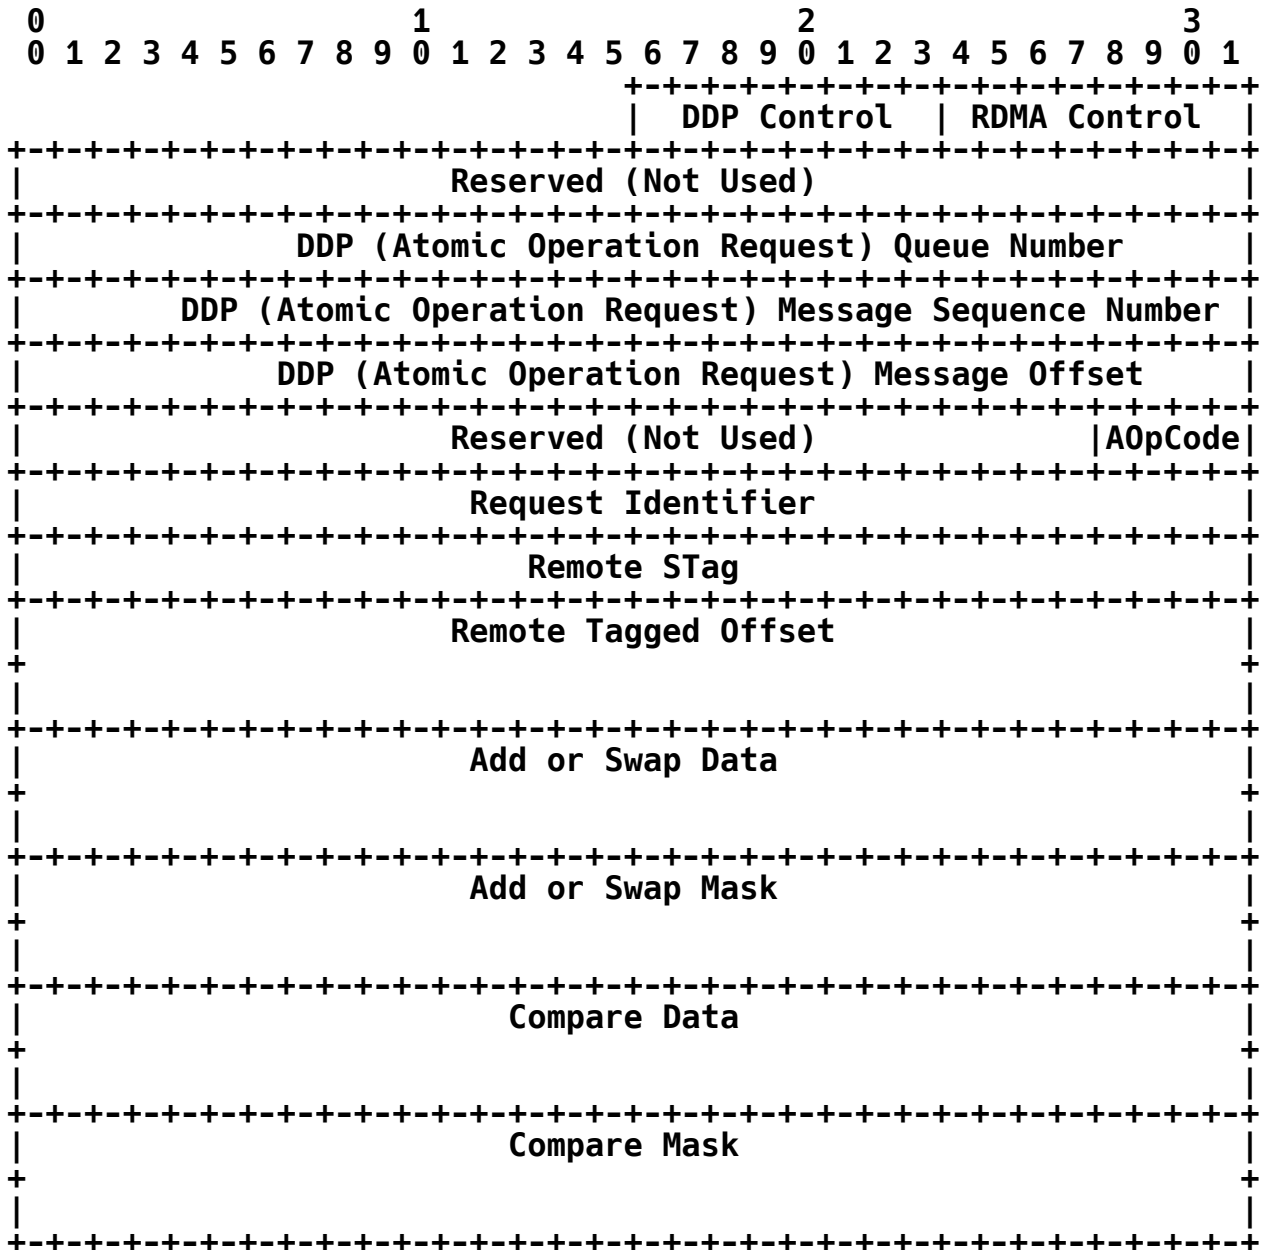 0                   1                   2                   3
 0 1 2 3 4 5 6 7 8 9 0 1 2 3 4 5 6 7 8 9 0 1 2 3 4 5 6 7 8 9 0 1
                                +-+-+-+-+-+-+-+-+-+-+-+-+-+-+-+-+
                                |  DDP Control  | RDMA Control  |
+-+-+-+-+-+-+-+-+-+-+-+-+-+-+-+-+-+-+-+-+-+-+-+-+-+-+-+-+-+-+-+-+
|                      Reserved (Not Used)                      |
+-+-+-+-+-+-+-+-+-+-+-+-+-+-+-+-+-+-+-+-+-+-+-+-+-+-+-+-+-+-+-+-+
|              DDP (Atomic Operation Request) Queue Number      |
+-+-+-+-+-+-+-+-+-+-+-+-+-+-+-+-+-+-+-+-+-+-+-+-+-+-+-+-+-+-+-+-+
|        DDP (Atomic Operation Request) Message Sequence Number |
+-+-+-+-+-+-+-+-+-+-+-+-+-+-+-+-+-+-+-+-+-+-+-+-+-+-+-+-+-+-+-+-+
|             DDP (Atomic Operation Request) Message Offset     |
+-+-+-+-+-+-+-+-+-+-+-+-+-+-+-+-+-+-+-+-+-+-+-+-+-+-+-+-+-+-+-+-+
|                      Reserved (Not Used)              |AOpCode|
+-+-+-+-+-+-+-+-+-+-+-+-+-+-+-+-+-+-+-+-+-+-+-+-+-+-+-+-+-+-+-+-+
|                       Request Identifier                      |
+-+-+-+-+-+-+-+-+-+-+-+-+-+-+-+-+-+-+-+-+-+-+-+-+-+-+-+-+-+-+-+-+
|                          Remote STag                          |
+-+-+-+-+-+-+-+-+-+-+-+-+-+-+-+-+-+-+-+-+-+-+-+-+-+-+-+-+-+-+-+-+
|                      Remote Tagged Offset                     |
+                                                               +
|                                                               |
+-+-+-+-+-+-+-+-+-+-+-+-+-+-+-+-+-+-+-+-+-+-+-+-+-+-+-+-+-+-+-+-+
|                       Add or Swap Data                        |
+                                                               +
|                                                               |
+-+-+-+-+-+-+-+-+-+-+-+-+-+-+-+-+-+-+-+-+-+-+-+-+-+-+-+-+-+-+-+-+
|                       Add or Swap Mask                        |
+                                                               +
|                                                               |
+-+-+-+-+-+-+-+-+-+-+-+-+-+-+-+-+-+-+-+-+-+-+-+-+-+-+-+-+-+-+-+-+
|                         Compare Data                          |
+                                                               +
|                                                               |
+-+-+-+-+-+-+-+-+-+-+-+-+-+-+-+-+-+-+-+-+-+-+-+-+-+-+-+-+-+-+-+-+
|                         Compare Mask                          |
+                                                               +
|                                                               |
+-+-+-+-+-+-+-+-+-+-+-+-+-+-+-+-+-+-+-+-+-+-+-+-+-+-+-+-+-+-+-+-+